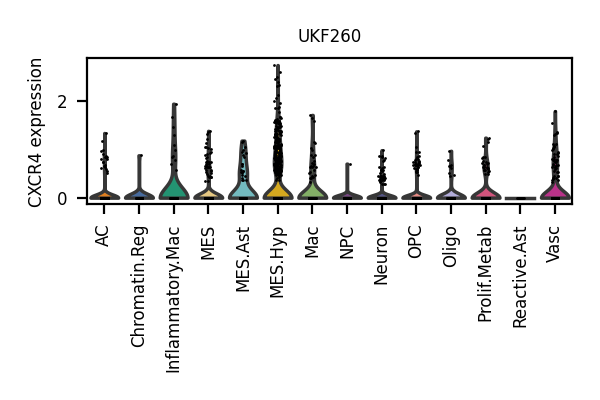 UKF260
CXCR4 expression
2
0
AC
Chromatin.Reg
Inflammatory.Mac
MES
MES.Ast
MES.Hyp
Mac
NPC
Neuron
OPC
Oligo
Prolif.Metab
Reactive.Ast
Vasc